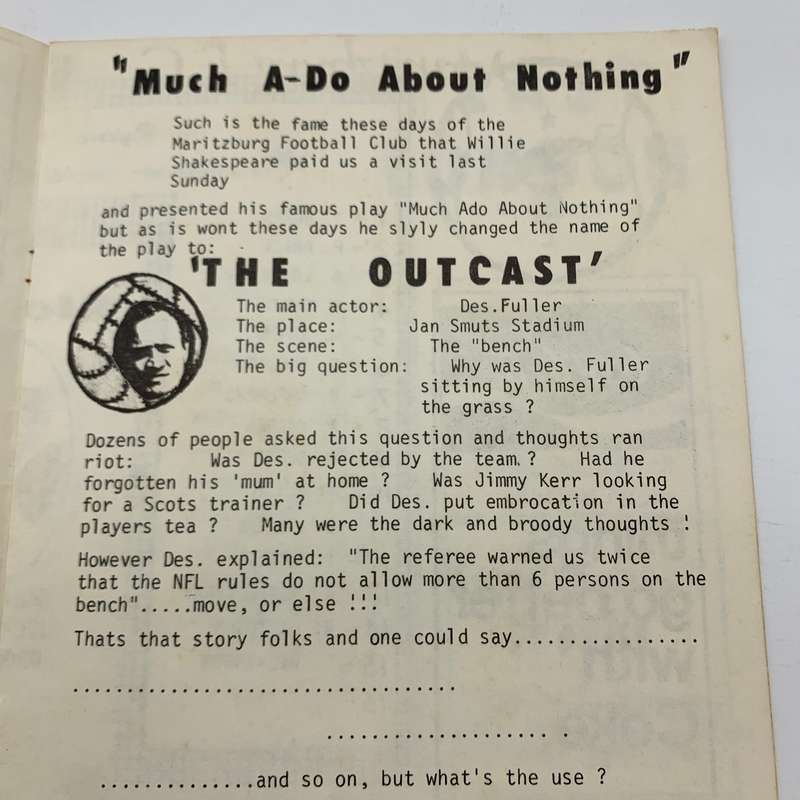 "Much A-Do About Nothing"
Such is the fame these days of the
Maritzburg Football Club that Willie
Shakespeare paid us a visit last
Sunday
and presented his famous play "Much Ado About Nothing"
but as is wont these days he slyly changed the name of
the play to:
'THE OUTCAST'
The main actor: Des.Fuller
The place: Jan Smuts Stadium
The scene: The "bench"
The big question: Why was Des. Fuller
sitting by himself on
the grass ?
Dozens of people asked this question and thoughts ran
riot: Was Des. rejected by the team.? Had he
forgotten his 'mum' at home ? Was Jimmy Kerr looking
for a Scots trainer ? Did Des. put embrocation in the
players tea ? Many were the dark and broody thoughts !
However Des. explained: "The referee warned us twice
that the NFL rules do not allow more than 6 persons on the
bench".....move, or else !!!
Thats that story folks and one could say.................
...................................
.................... .
..............and so on, but what's the use ?